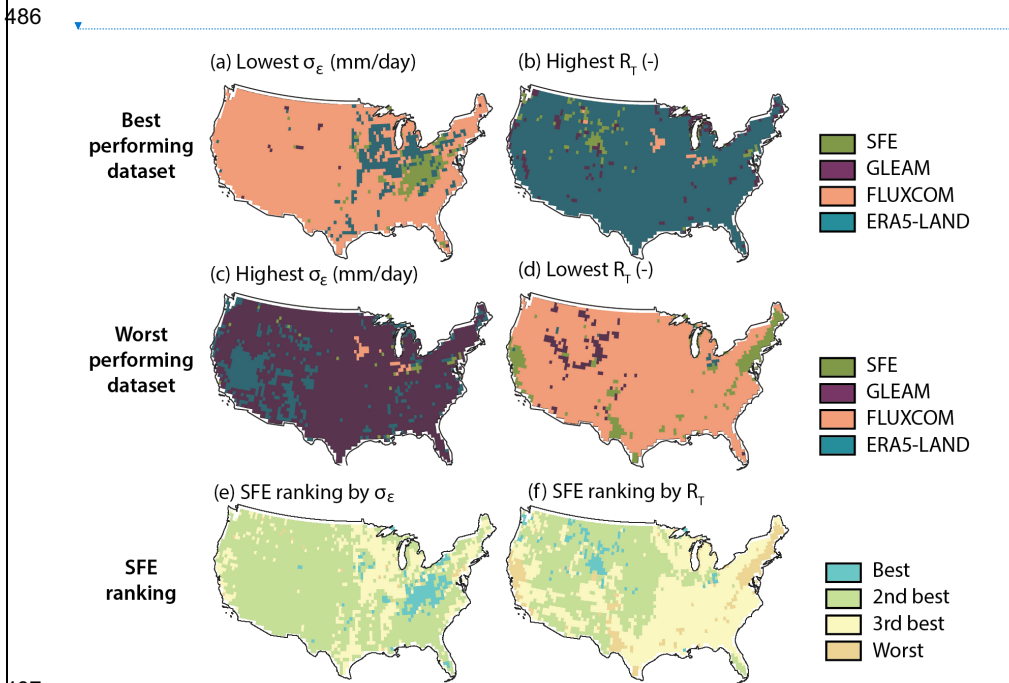 486
(a) Lowest σε (mm/day)
(b) Highest RT (-)
Best
performing
dataset
SFE
GLEAM
FLUXCOM
ERA5-LAND
(c) Highest σε (mm/day)
(d) Lowest RT (-)
Worst
performing
dataset
SFE
GLEAM
FLUXCOM
ERA5-LAND
(e) SFE ranking by σε
(f) SFE ranking by RT
SFE
ranking
Best
2nd best
3rd best
Worst